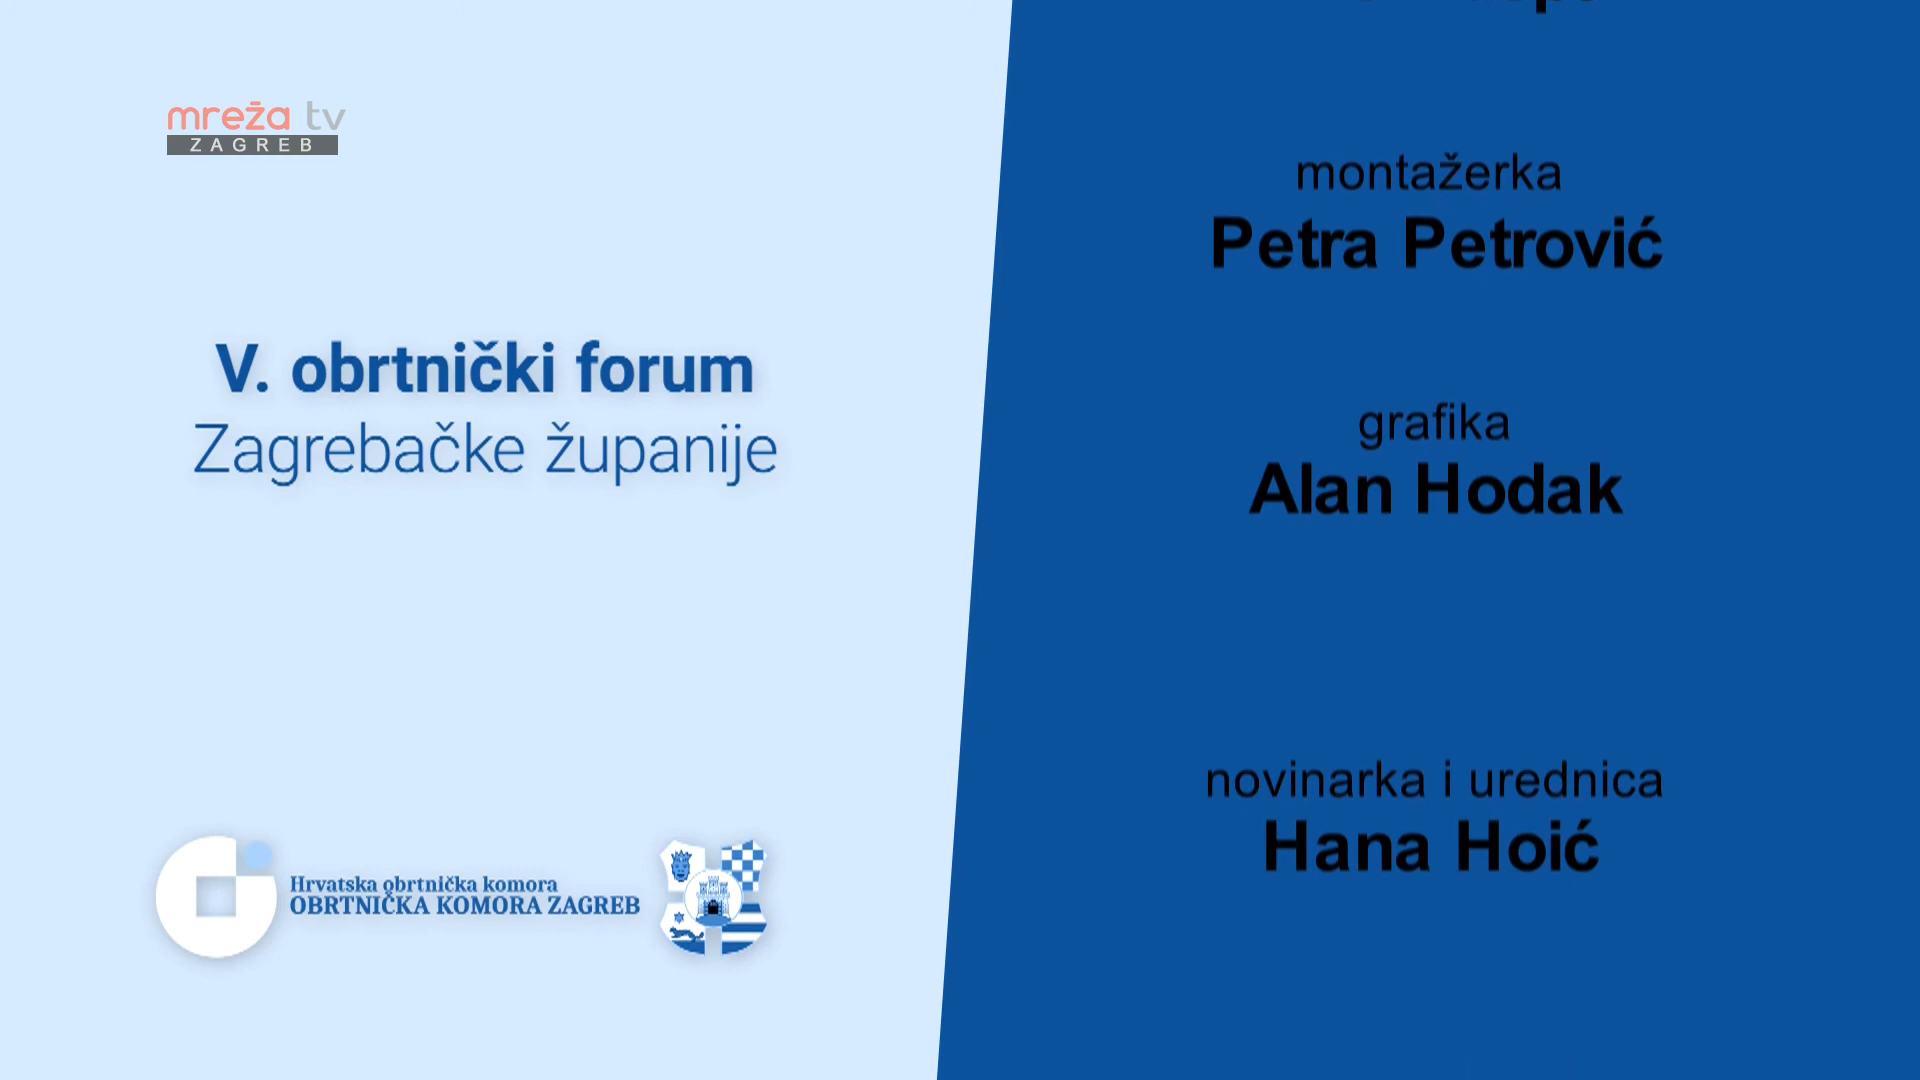 mreža tv
ZAGREB
V. obrtnički forum
Zagrebačke županije
Hrvatska obrtnička komora
OBRTNIČKA KOMORA ZAGREB
montažerka
Petra Petrović
grafika
Alan Hodak
novinarka i urednica
Hana Hoić